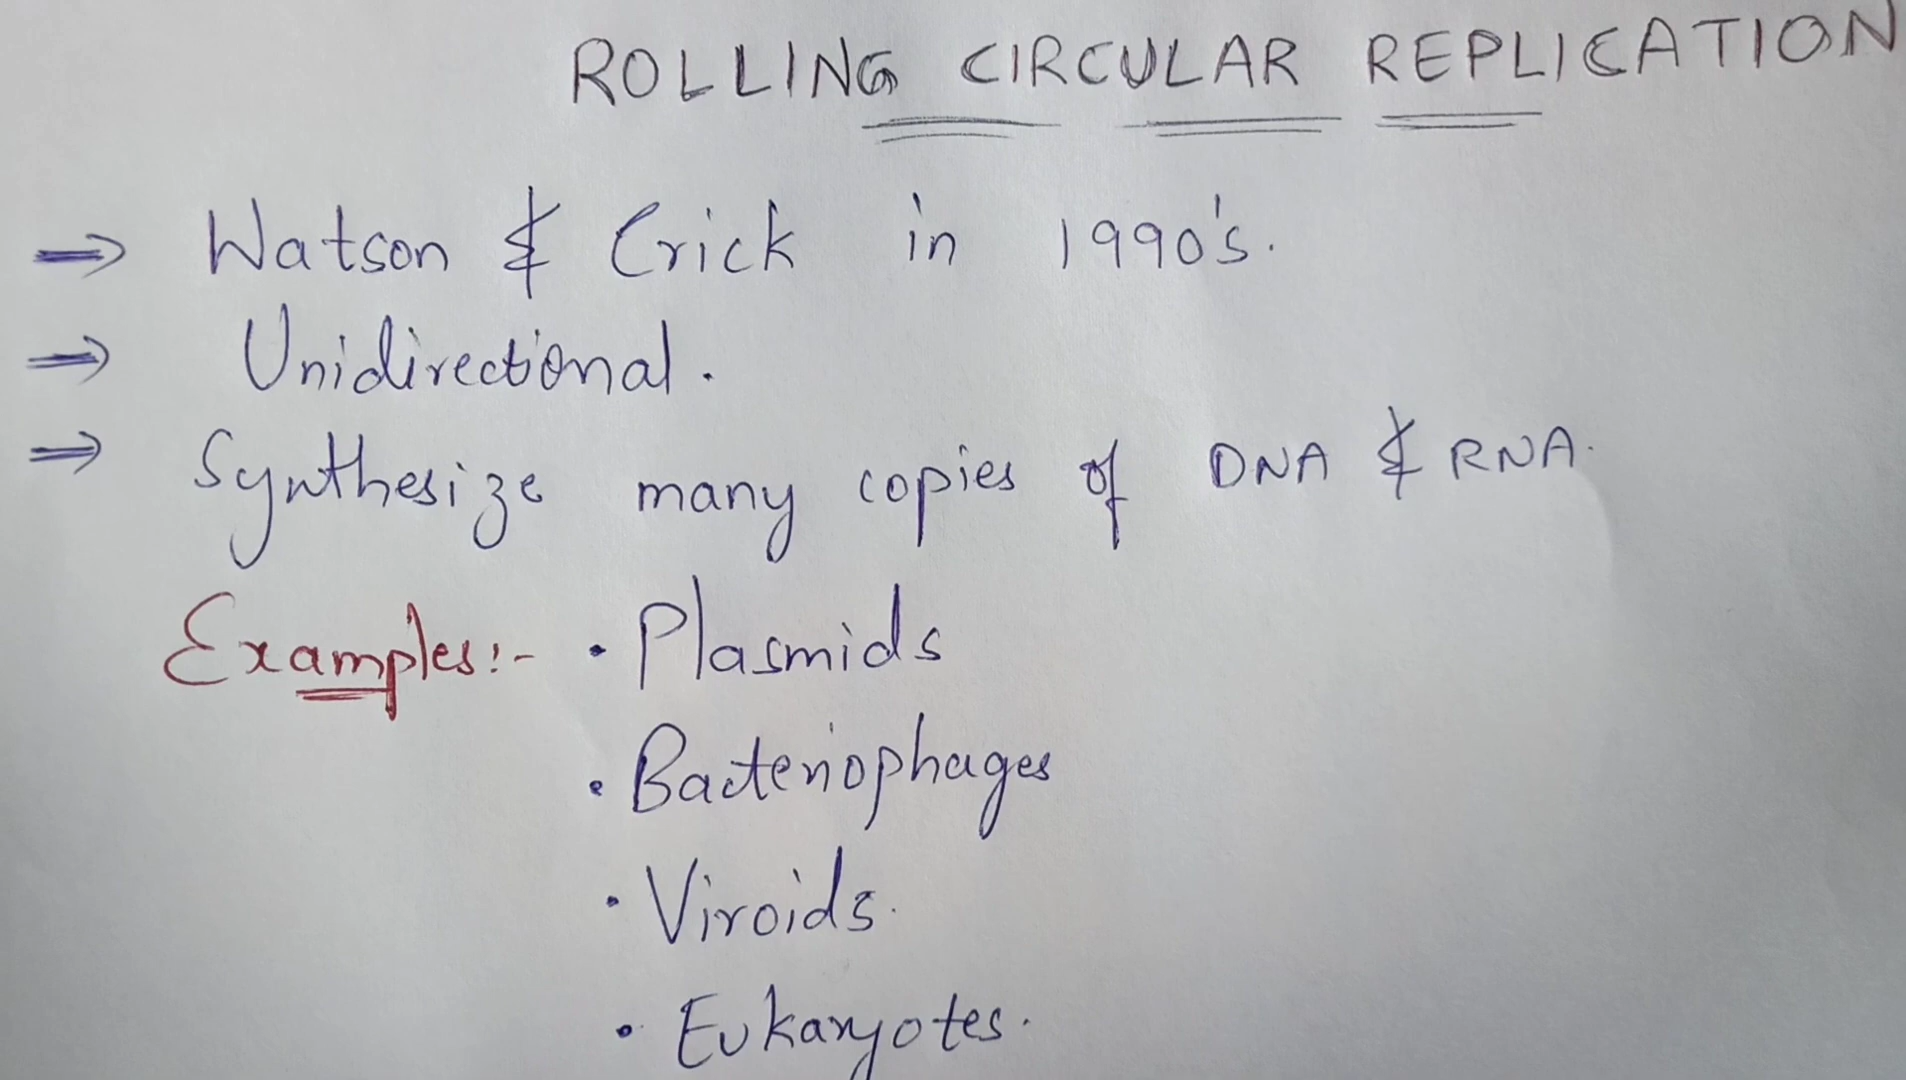 ROLLING CIRCULAR REPLICATION
⇒ Watson & Crick in 1990's.
⇒ Unidirectional.
⇒ Synthesize many copies of DNA & RNA.
Examples:- • Plasmids
• Bacteriophages
• Viroids.
• Eukaryotes.